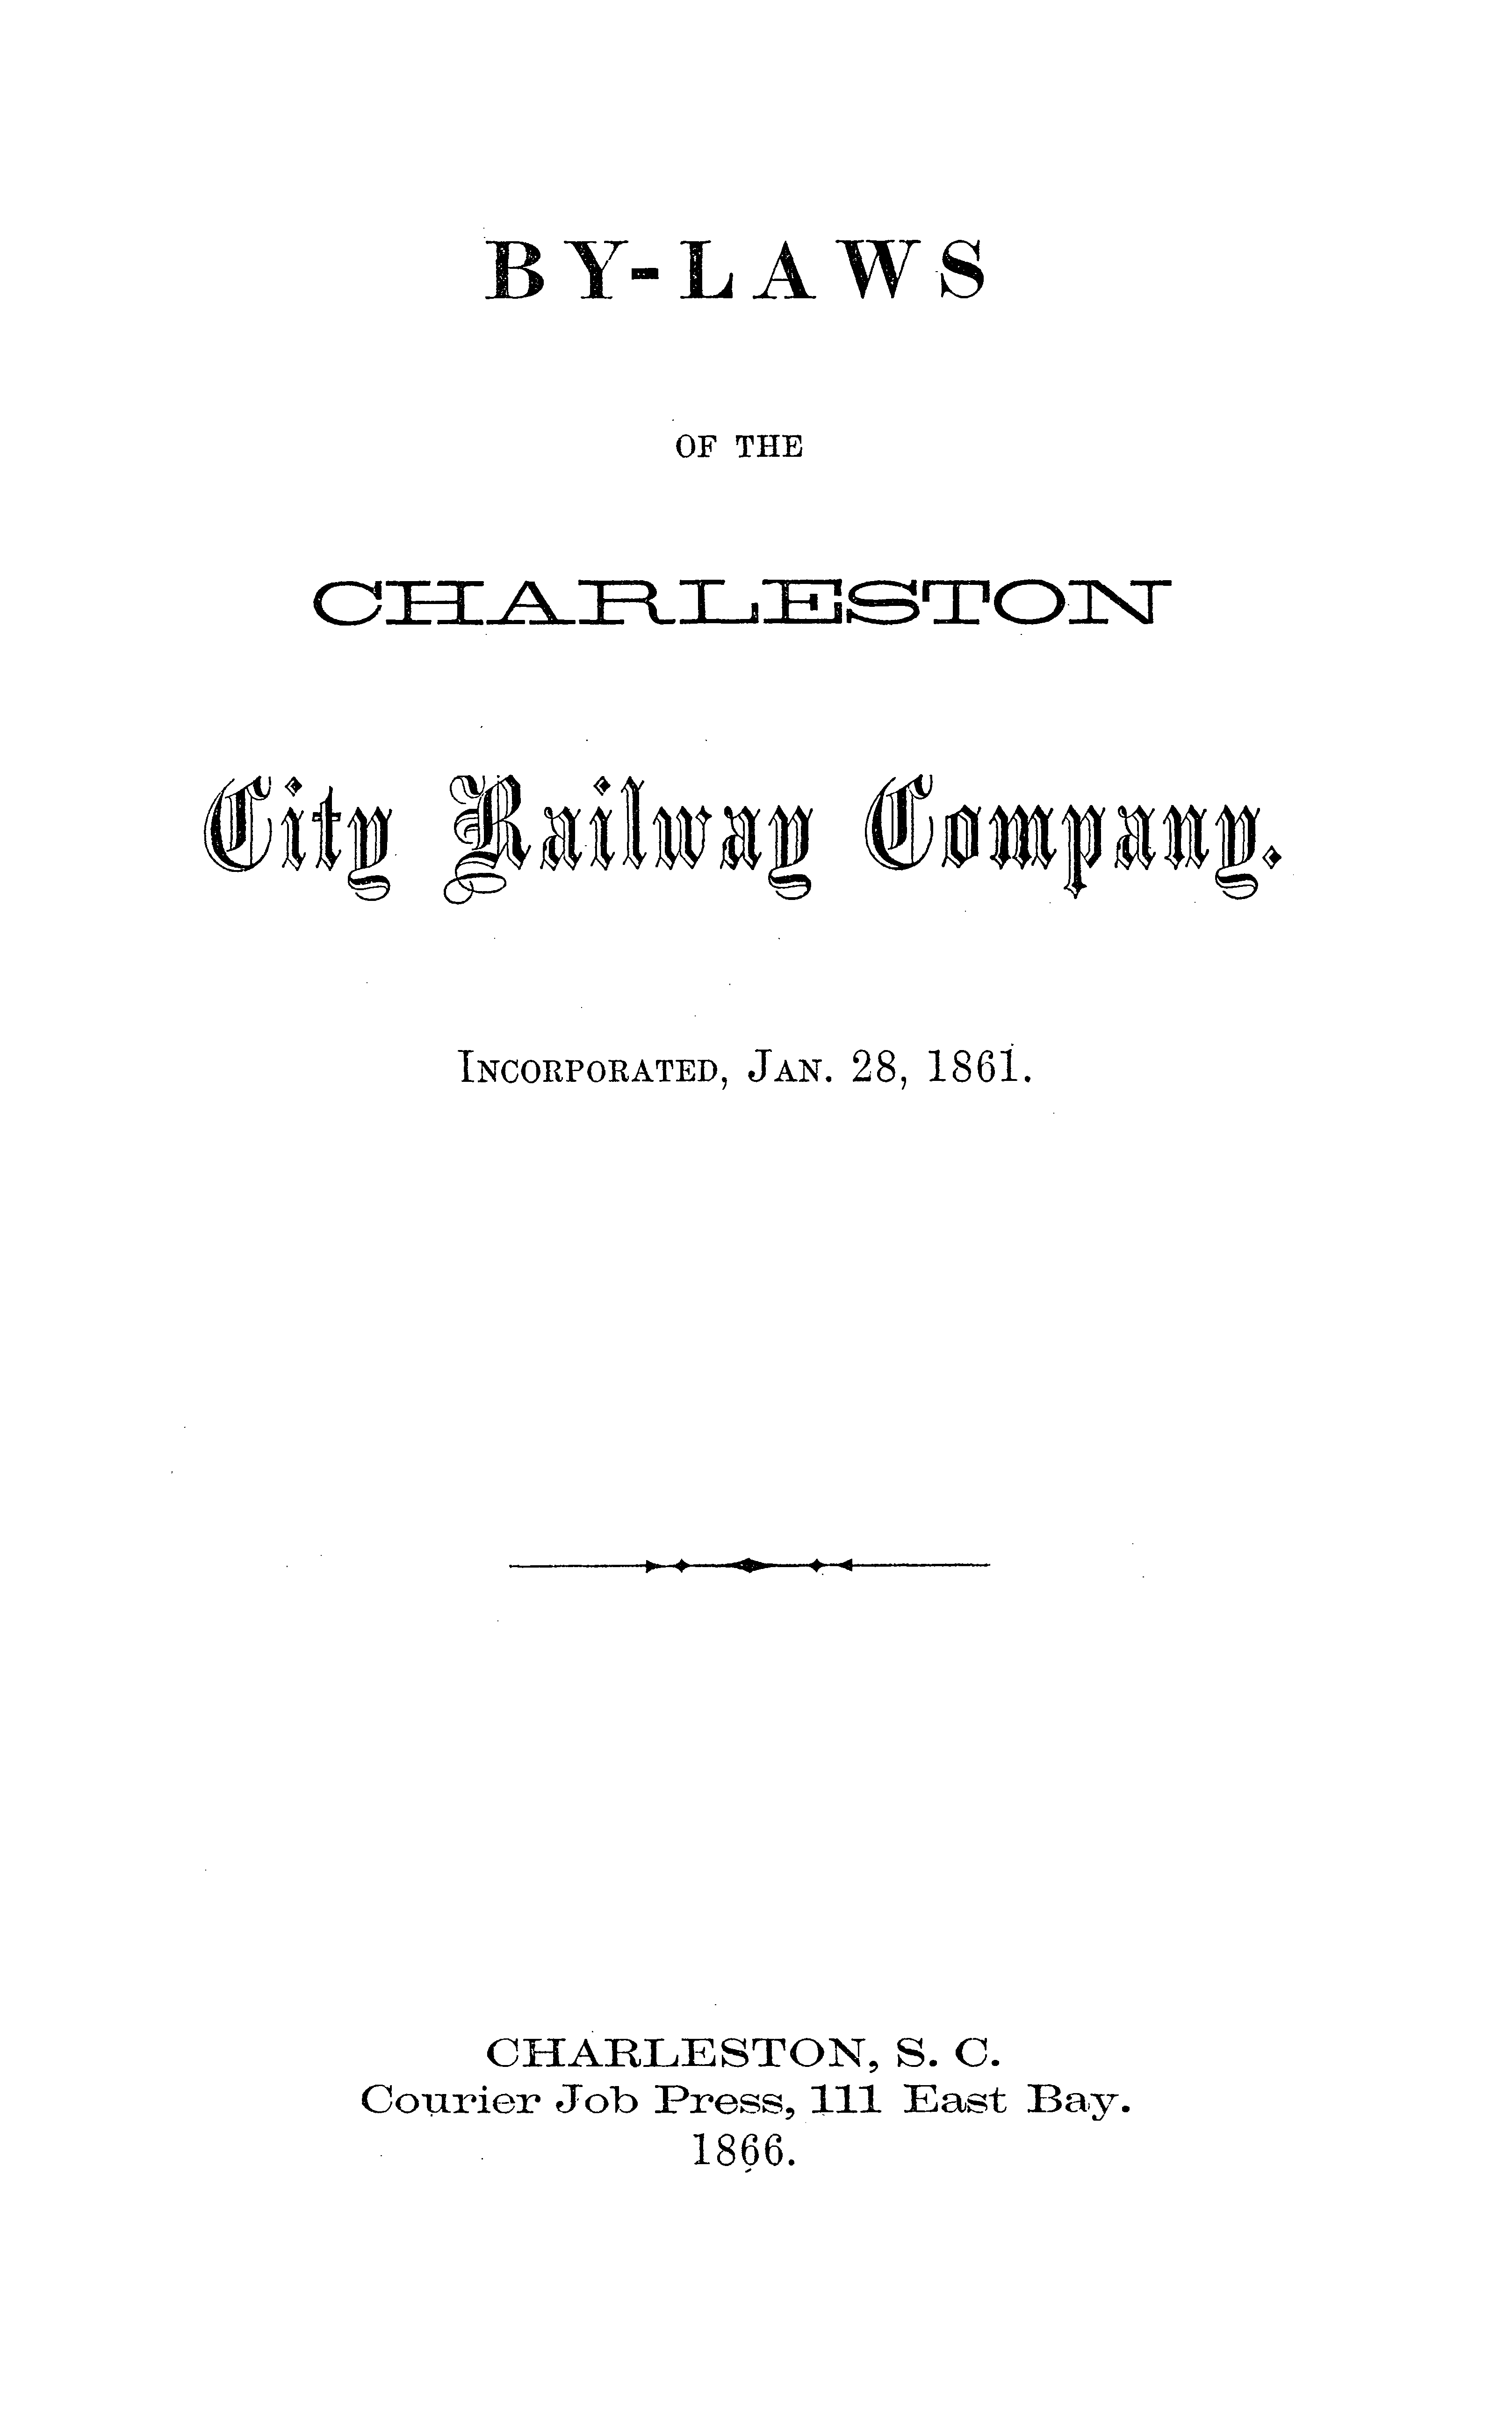 BY-LAWS
OF THE
CHARLESTON
City Railway Company.
INCORPORATED, JAN. 28, 1861.
CHARLESTON, S. C.
Courier Job Press, 111 East Bay.
1866.